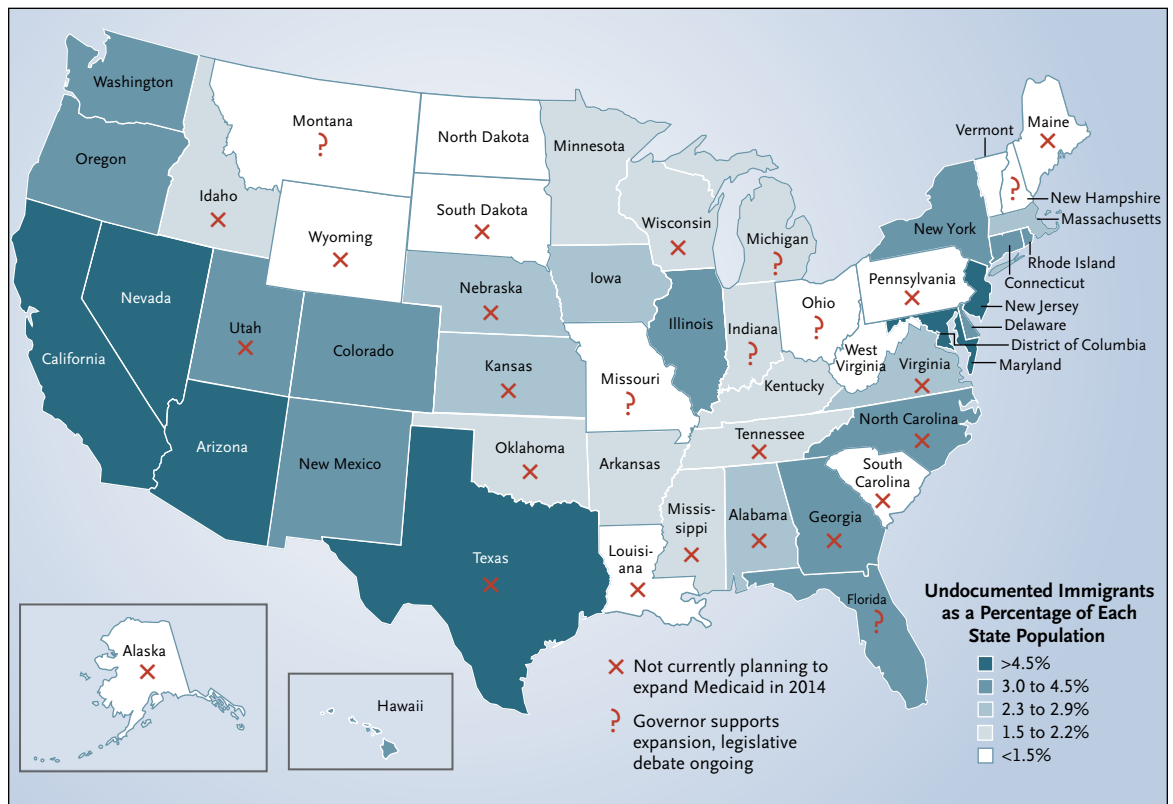 Washington
Montana
?
North Dakota
Minnesota
Vermont
Maine
×
Oregon
Idaho
×
South Dakota
×
Wyoming
×
Wisconsin
×
Michigan
?
New York
?
New Hampshire
Massachusetts
Rhode Island
Connecticut
New Jersey
Delaware
District of Columbia
Maryland
Nevada
California
Utah
×
Colorado
Nebraska
×
Iowa
Illinois
Indiana
?
Ohio
?
Pennsylvania
×
West
Virginia
Virginia
×
Kansas
×
Missouri
?
Kentucky
Arizona
New Mexico
Oklahoma
×
Arkansas
Tennessee
×
North Carolina
×
South
Carolina
×
Texas
×
Louisi-
ana
×
Missis-
sippi
×
Alabama
×
Georgia
×
Florida
?
Alaska
×
Hawaii
× Not currently planning to
expand Medicaid in 2014
? Governor supports
expansion, legislative
debate ongoing
Undocumented Immigrants
as a Percentage of Each
State Population
>4.5%
3.0 to 4.5%
2.3 to 2.9%
1.5 to 2.2%
<1.5%